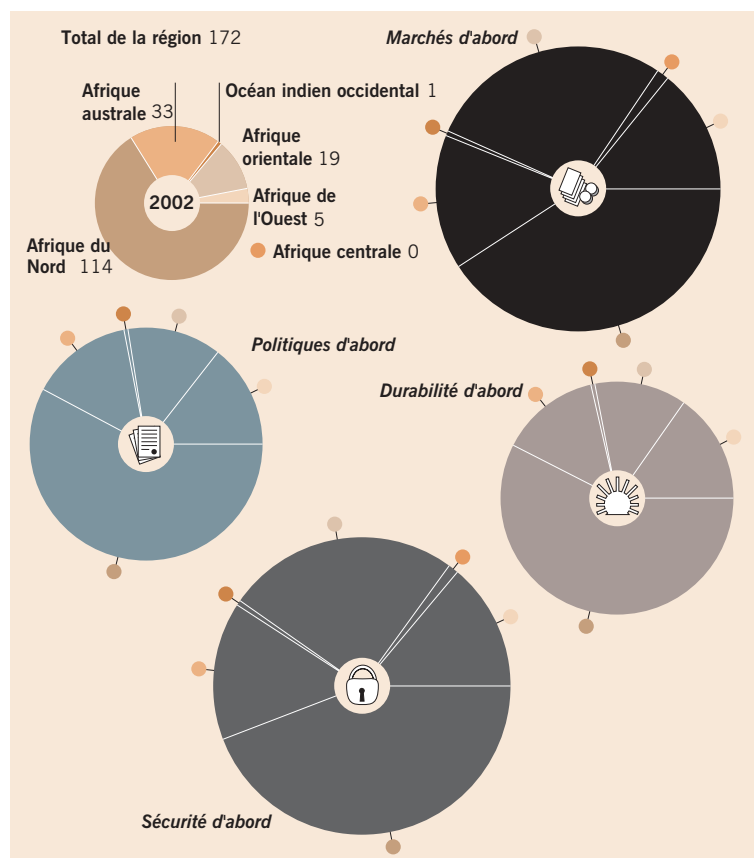 Total de la région 172
Marchés d'abord
Afrique
australe 33
Océan indien occidental 1
Afrique
orientale 19
2002
Afrique de
l'Ouest 5
Afrique du
Nord 114
Afrique centrale 0
Politiques d'abord
Durabilité d'abord
Sécurité d'abord